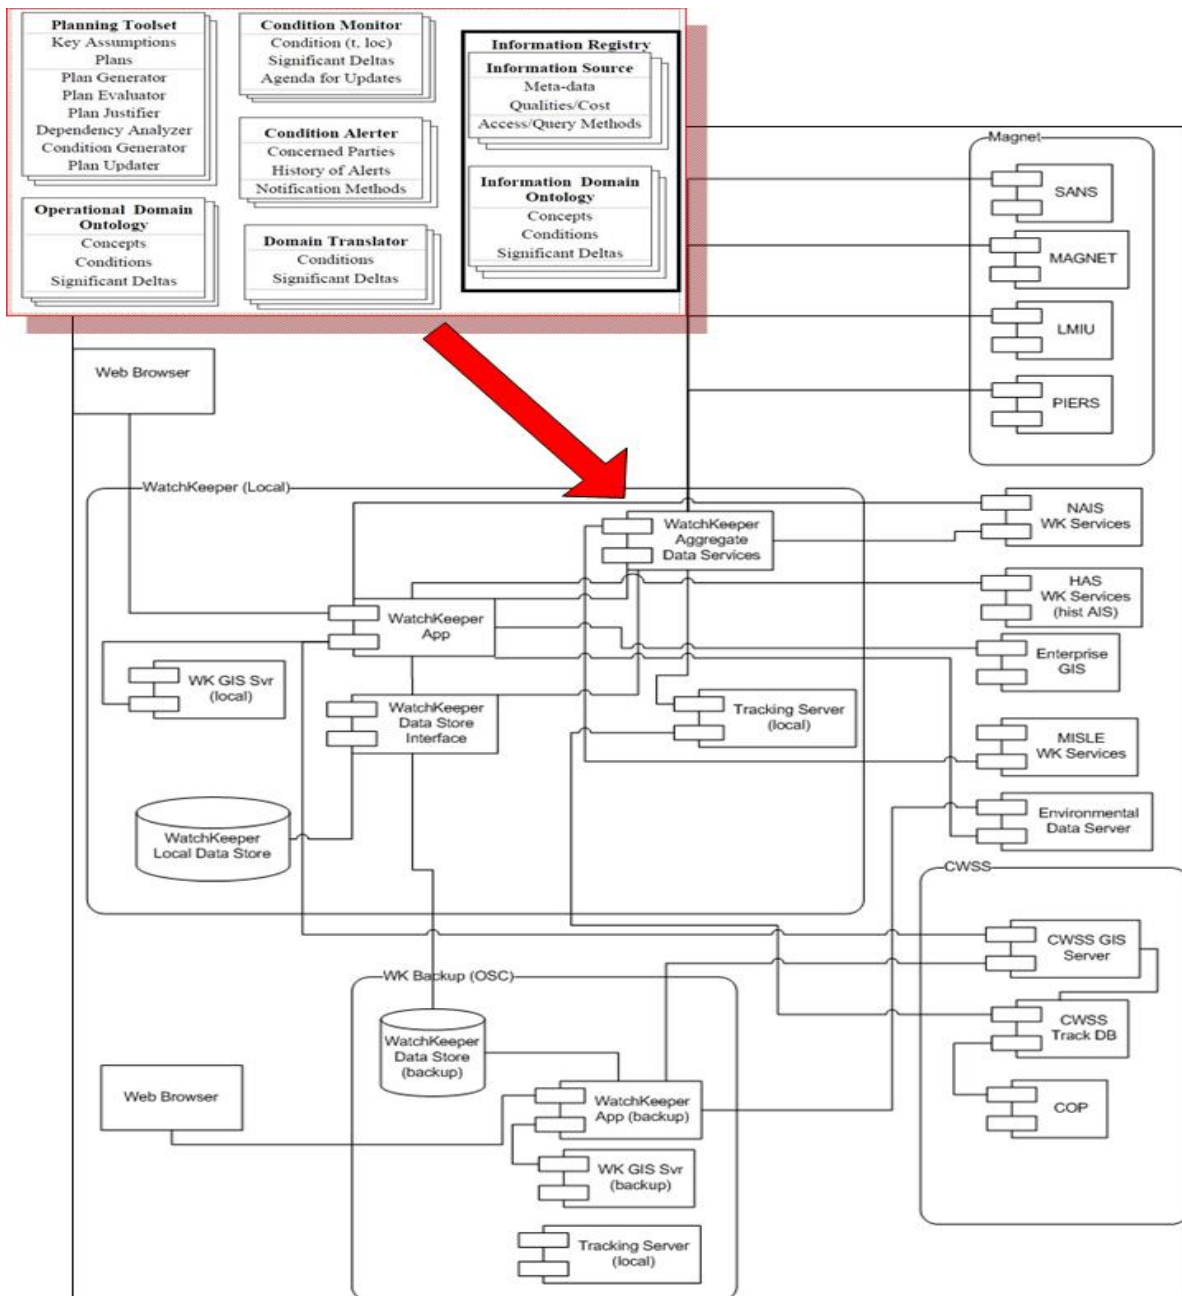 Planning Toolset
Key Assumptions
Plans
Plan Generator
Plan Evaluator
Plan Justifier
Dependency Analyzer
Condition Generator
Plan Updater
Operational Domain
Ontology
Concepts
Conditions
Significant Deltas
Condition Monitor
Condition (t, loc)
Significant Deltas
Agenda for Updates
Condition Alerter
Concerned Parties
History of Alerts
Notification Methods
Domain Translator
Conditions
Significant Deltas
Information Registry
Information Source
Meta-data
Qualities/Cost
Access/Query Methods
Information Domain
Ontology
Concepts
Conditions
Significant Deltas
Magnet
SANS
MAGNET
LMIU
PIERS
Web Browser
WatchKeeper (Local)
WatchKeeper
Aggregate
Data Services
NAIS
WK Services
HAS
WK Services
(hist AIS)
WatchKeeper
App
Enterprise
GIS
WK GIS Svr
(local)
WatchKeeper
Data Store
Interface
Tracking Server
(local)
MISLE
WK Services
Environmental
Data Server
WatchKeeper
Local Data Store
CWSS
CWSS GIS
Server
CWSS
Track DB
COP
WK Backup (OSC)
WatchKeeper
Data Store
(backup)
Web Browser
WatchKeeper
App (backup)
WK GIS Svr
(backup)
Tracking Server
(local)